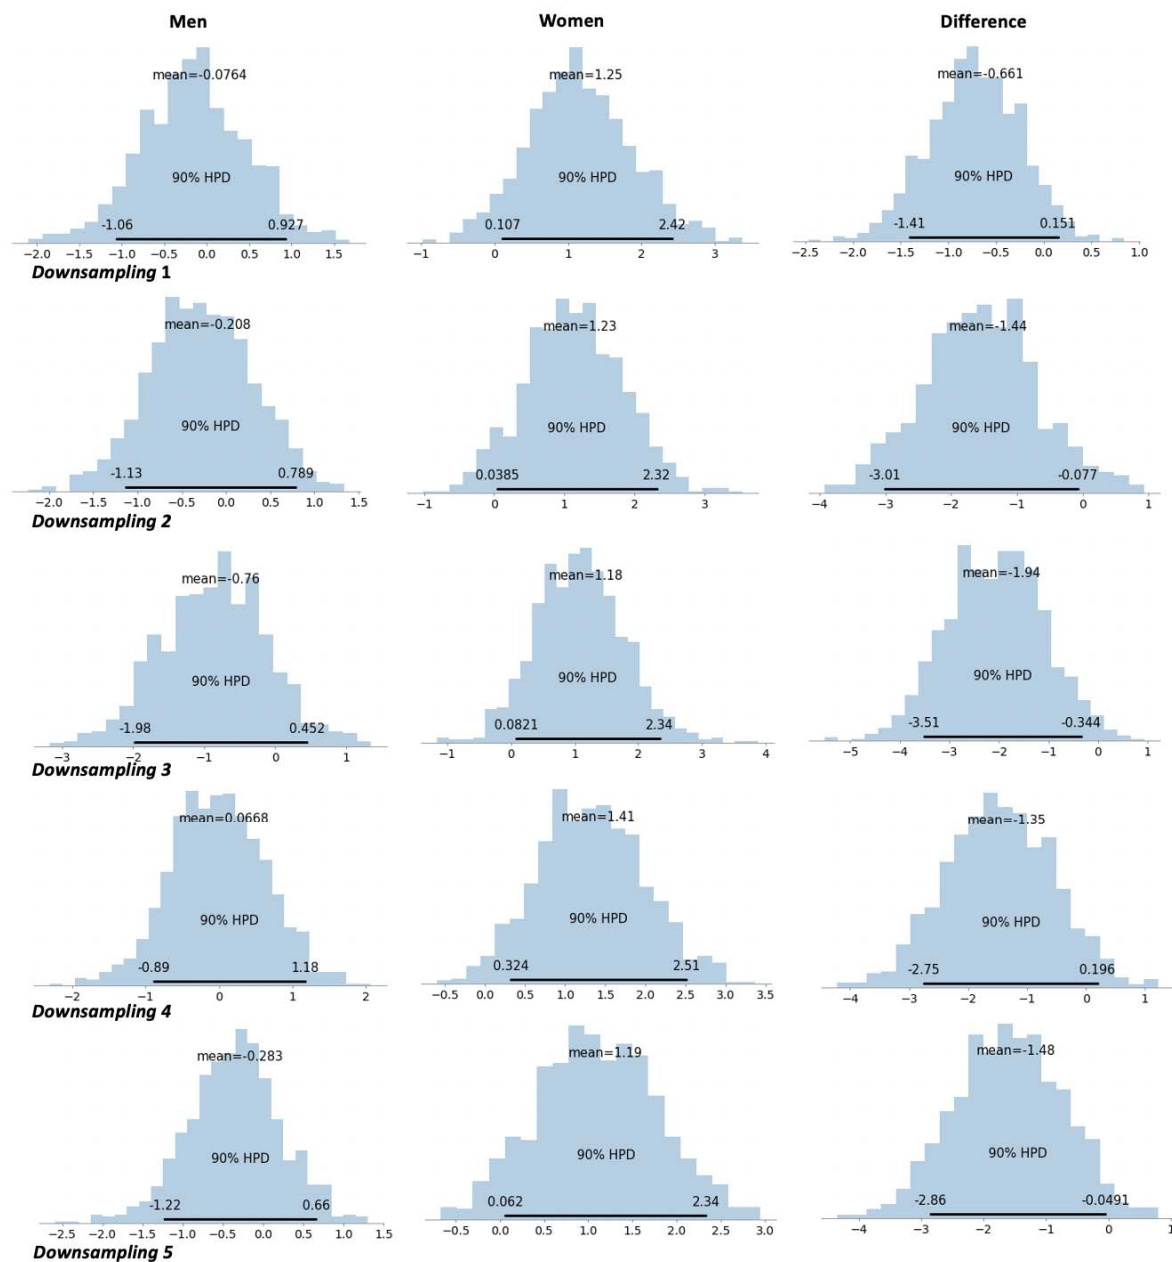 Men Women Difference
mean=-0.0764 mean=1.25 mean=-0.661
90% HPD 90% HPD 90% HPD
-1.06 0.927 0.107 2.42 -1.41 0.151
−2.0 −1.5 −1.0 −0.5 0.0 0.5 1.0 1.5 −1 0 1 2 3 −2.5 −2.0 −1.5 −1.0 −0.5 0.0 0.5 1.0
Downsampling 1
mean=-0.208 mean=1.23 mean=-1.44
90% HPD 90% HPD 90% HPD
-1.13 0.789 0.0385 2.32 -3.01 -0.077
−2.0 −1.5 −1.0 −0.5 0.0 0.5 1.0 1.5 −1 0 1 2 3 −4 −3 −2 −1 0 1
Downsampling 2
mean=-0.76 mean=1.18 mean=-1.94
90% HPD 90% HPD 90% HPD
-1.98 0.452 0.0821 2.34 -3.51 -0.344
−3 −2 −1 0 1 −1 0 1 2 3 4 −5 −4 −3 −2 −1 0 1
Downsampling 3
mean=0.0668 mean=1.41 mean=-1.35
90% HPD 90% HPD 90% HPD
-0.89 1.18 0.324 2.51 -2.75 0.196
−2 −1 0 1 2 −0.5 0.0 0.5 1.0 1.5 2.0 2.5 3.0 3.5 −4 −3 −2 −1 0 1
Downsampling 4
mean=-0.283 mean=1.19 mean=-1.48
90% HPD 90% HPD 90% HPD
-1.22 0.66 0.062 2.34 -2.86 -0.0491
−2.5 −2.0 −1.5 −1.0 −0.5 0.0 0.5 1.0 1.5 −0.5 0.0 0.5 1.0 1.5 2.0 2.5 3.0 −4 −3 −2 −1 0 1
Downsampling 5